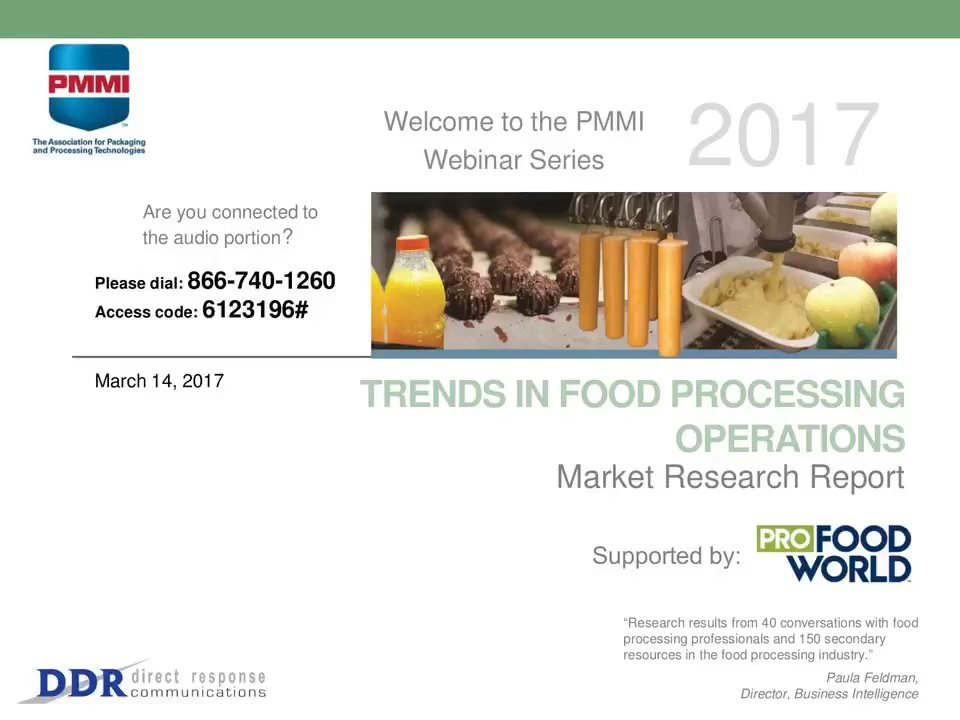 PMMI
™
The Association for Packaging
and Processing Technologies
Welcome to the PMMI
Webinar Series
2017
Are you connected to
the audio portion?
Please dial: 866-740-1260
Access code: 6123196#
March 14, 2017
TRENDS IN FOOD PROCESSING
OPERATIONS
Market Research Report
Supported by:
PRO FOOD
WORLD
“Research results from 40 conversations with food
processing professionals and 150 secondary
resources in the food processing industry.”
Paula Feldman,
Director, Business Intelligence
DDR direct response
communications